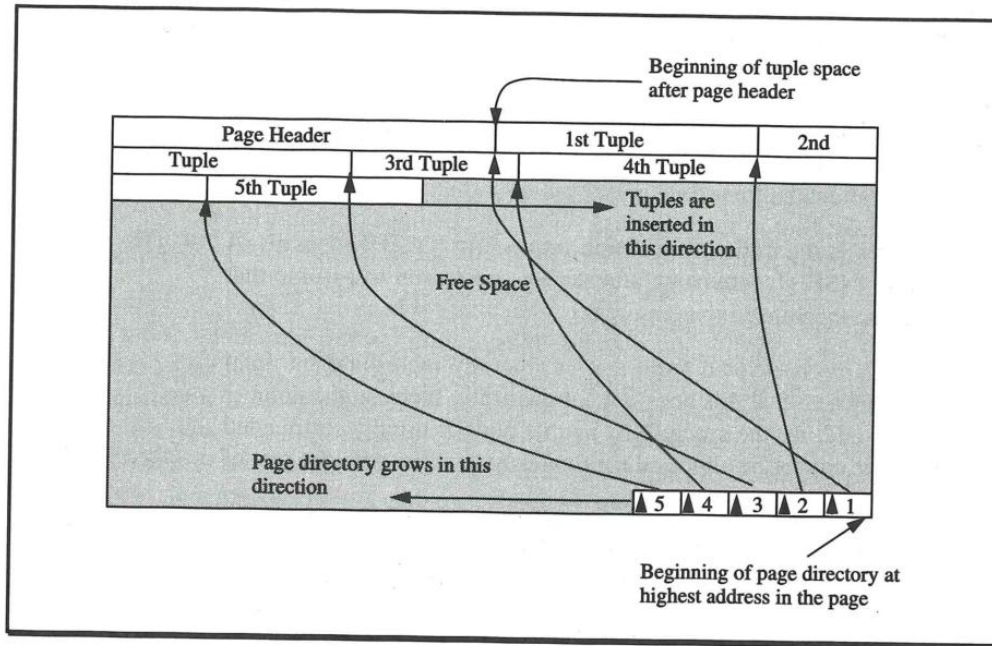 Beginning of tuple space
after page header
Page Header
1st Tuple
2nd
Tuple
3rd Tuple
4th Tuple
5th Tuple
Tuples are
inserted in
this direction
Free Space
Page directory grows in this
direction
5 4 3 2 1
Beginning of page directory at
highest address in the page